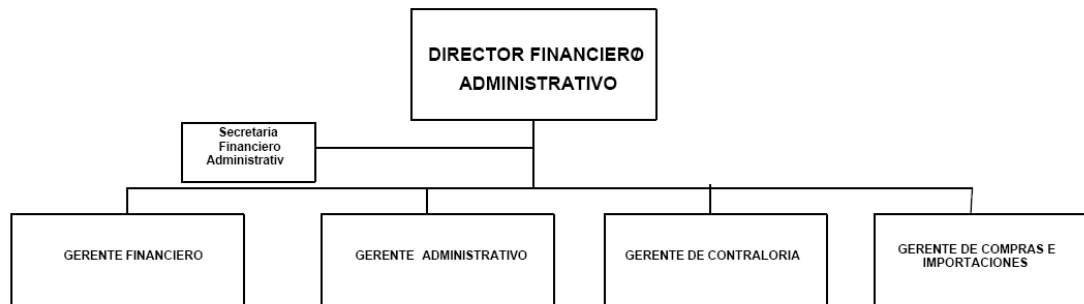 DIRECTOR FINANCIERO
ADMINISTRATIVO
Secretaria
Financiero
Administrativ
GERENTE FINANCIERO
GERENTE ADMINISTRATIVO
GERENTE DE CONTRALORIA
GERENTE DE COMPRAS E
IMPORTACIONES